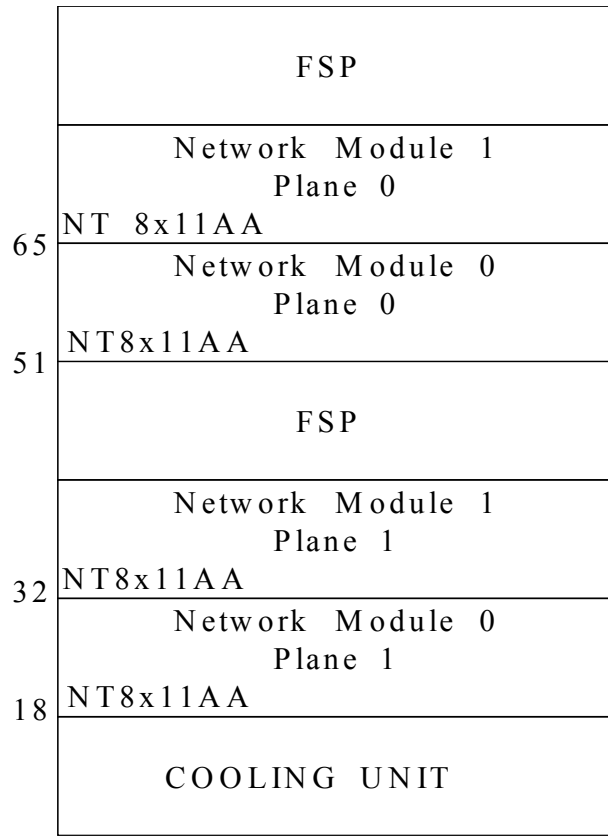 FSP
Network Module 1
Plane 0
NT 8x11AA
65
Network Module 0
Plane 0
NT8x11AA
51
FSP
Network Module 1
Plane 1
NT8x11AA
32
Network Module 0
Plane 1
NT8x11AA
18
COOLING UNIT